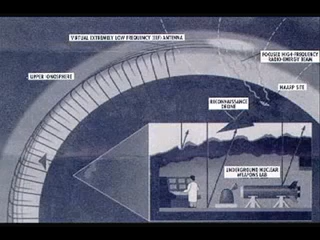 VIRTUAL EXTREMELY LOW FREQUENCY (ELF) ANTENNA
FOCUSED HIGH-FREQUENCY
RADIO-ENERGY BEAM
UPPER IONOSPHERE
HAARP SITE
RECONNAISSANCE
DRONE
UNDERGROUND NUCLEAR
WEAPONS LAB